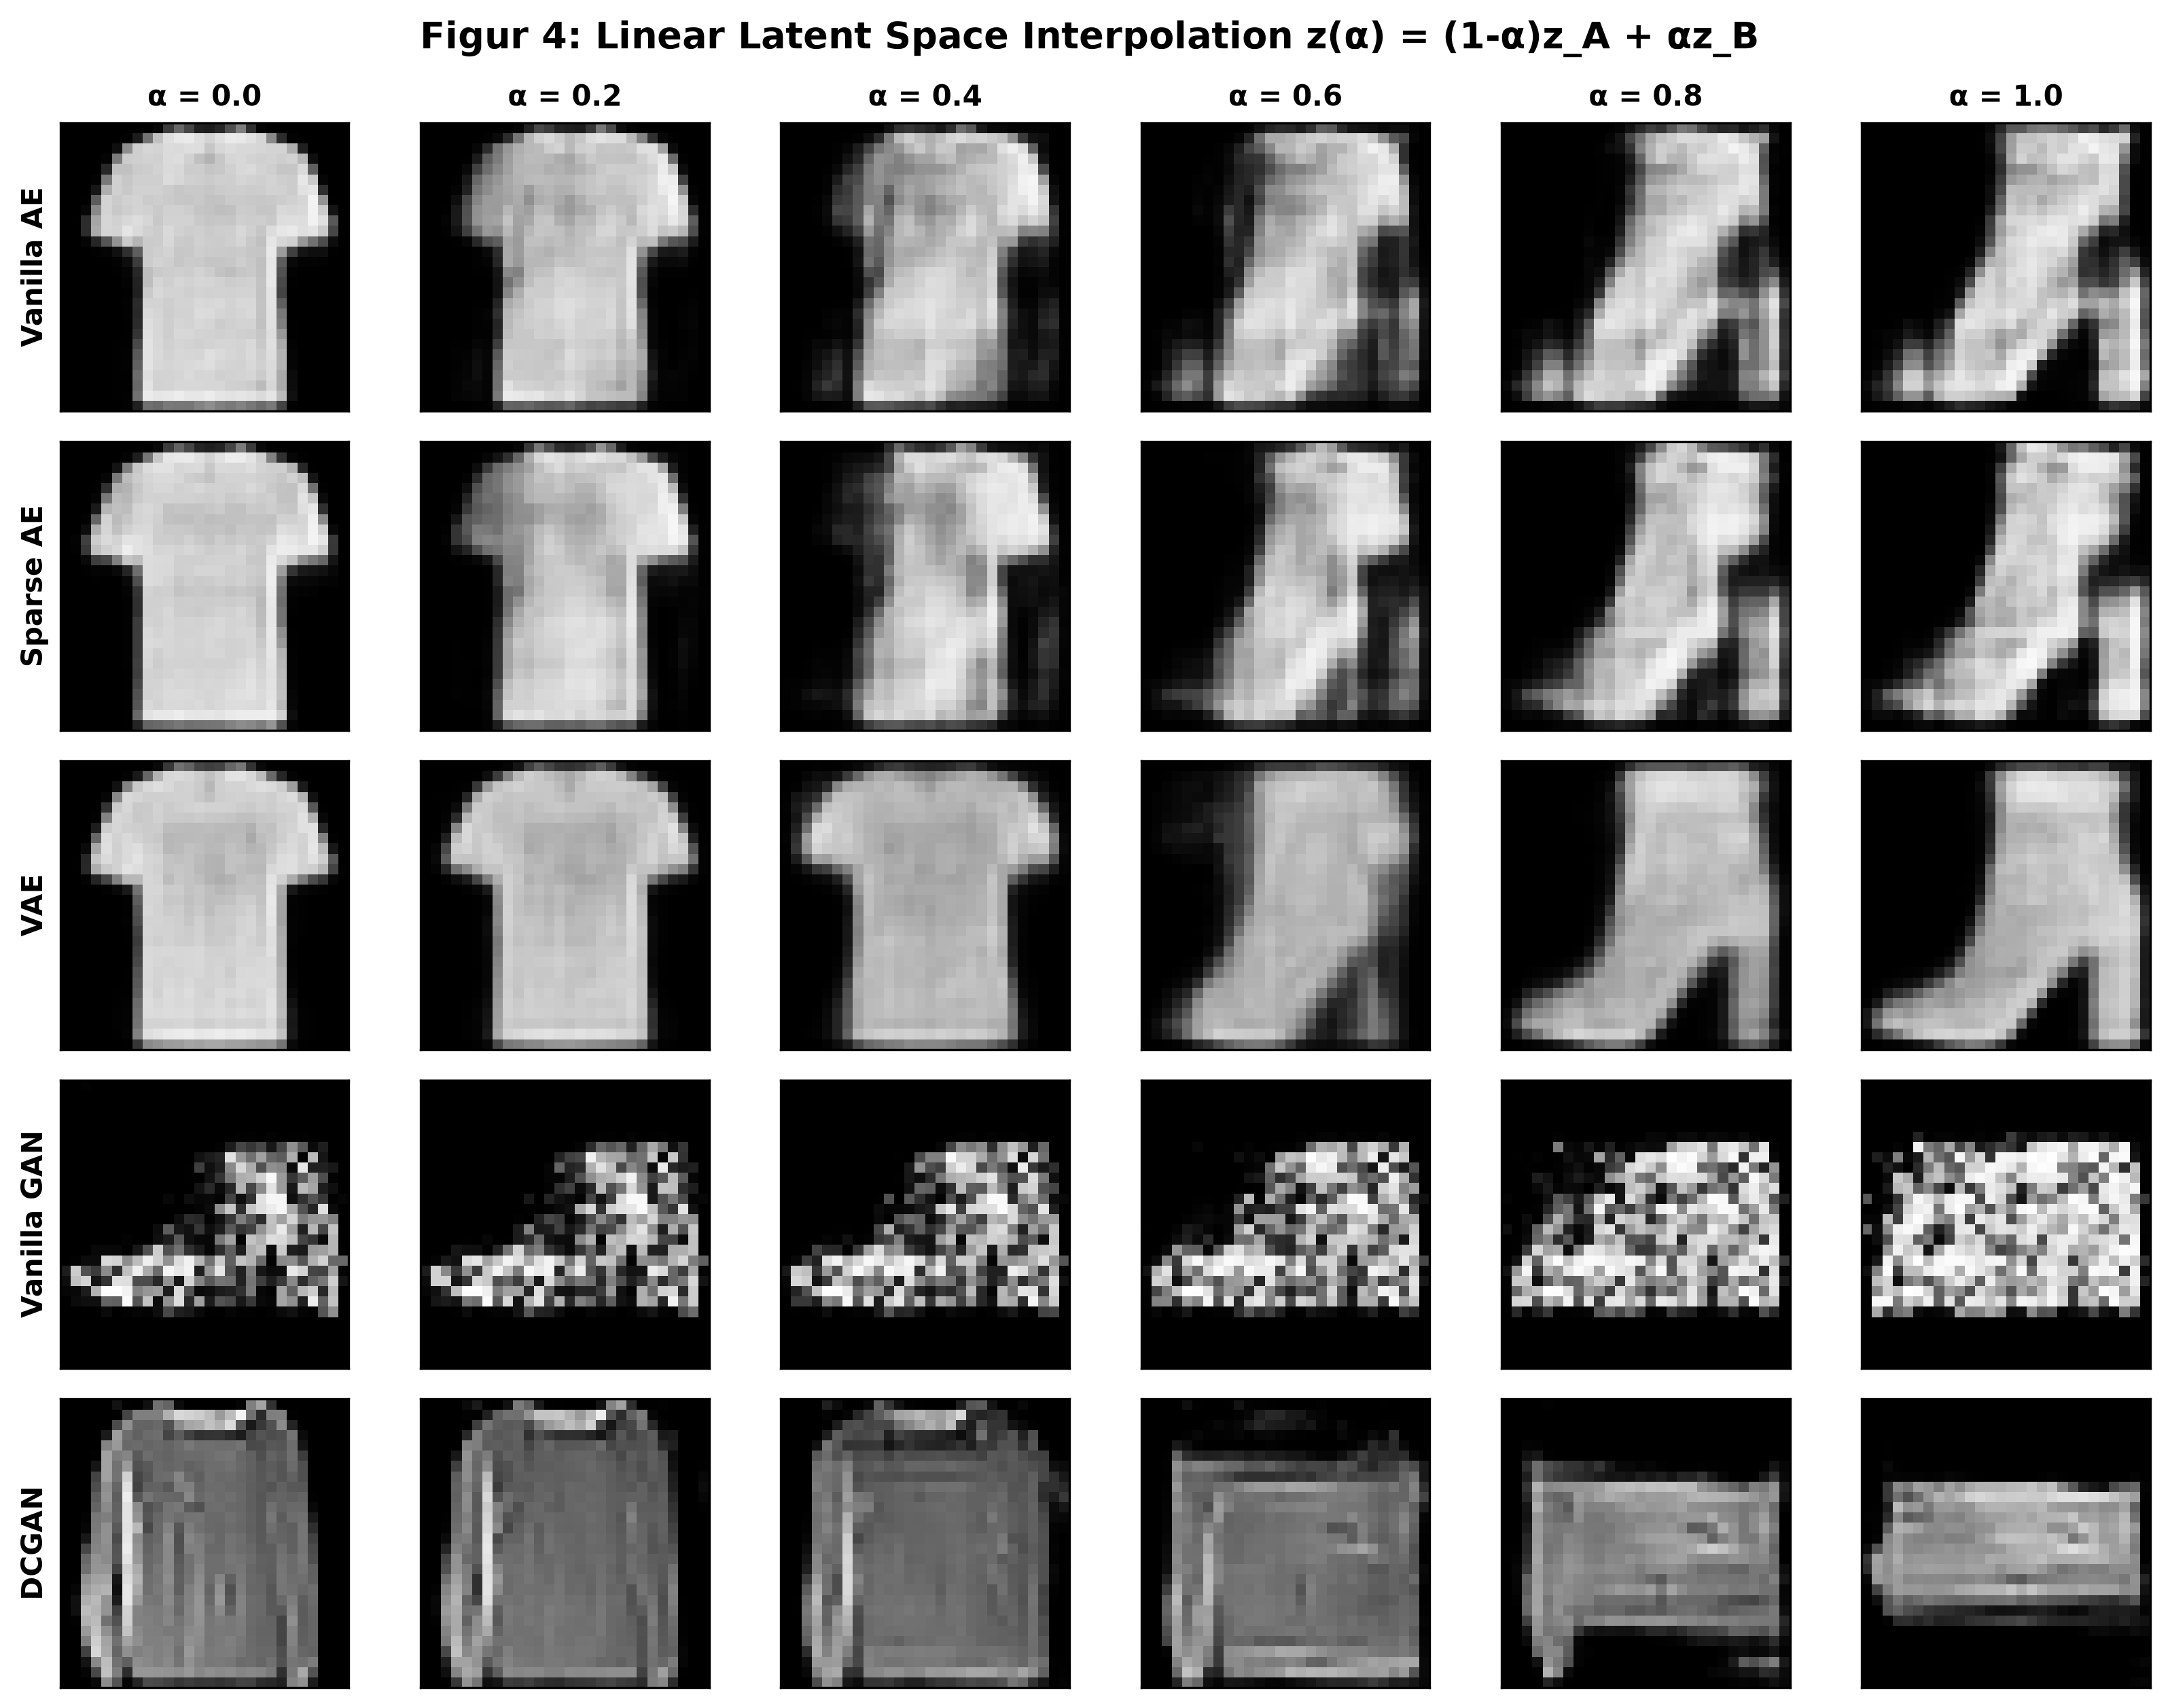 Figur 4: Linear Latent Space Interpolation z(α) = (1-α)z_A + αz_B
α = 0.0
α = 0.2
α = 0.4
α = 0.6
α = 0.8
α = 1.0
Vanilla AE
Sparse AE
VAE
Vanilla GAN
DCGAN